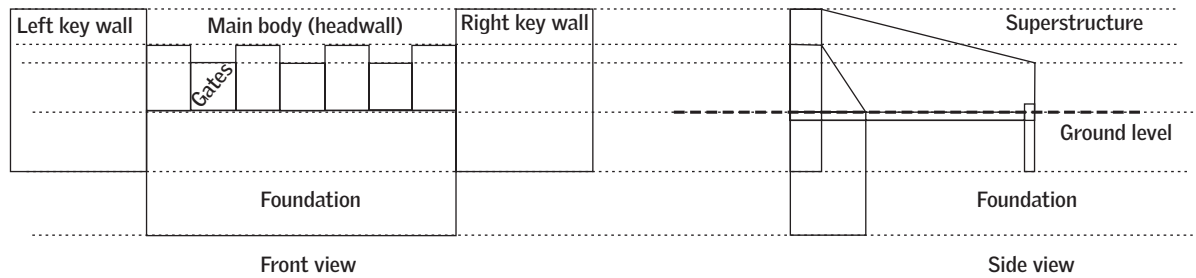 Left key wall
Main body (headwall)
Right key wall
Superstructure
Gates
Ground level
Foundation
Foundation
Front view
Side view